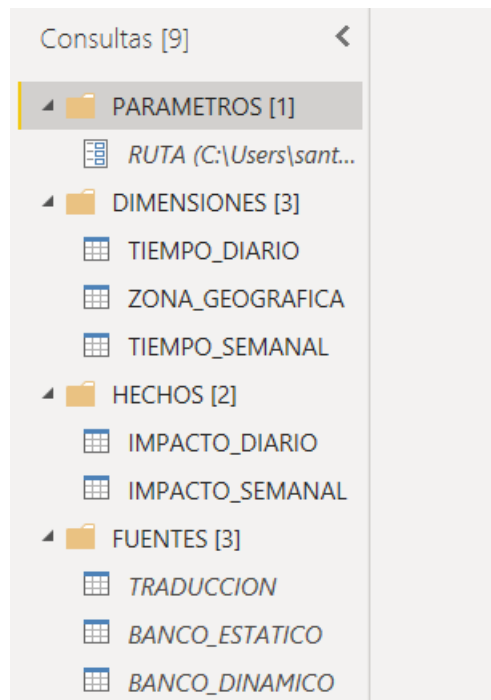 Consultas [9]
PARAMETROS [1]
RUTA (C:\Users\sant...
DIMENSIONES [3]
TIEMPO_DIARIO
ZONA_GEOGRAFICA
TIEMPO_SEMANAL
HECHOS [2]
IMPACTO_DIARIO
IMPACTO_SEMANAL
FUENTES [3]
TRADUCCION
BANCO_ESTATICO
BANCO_DINAMICO